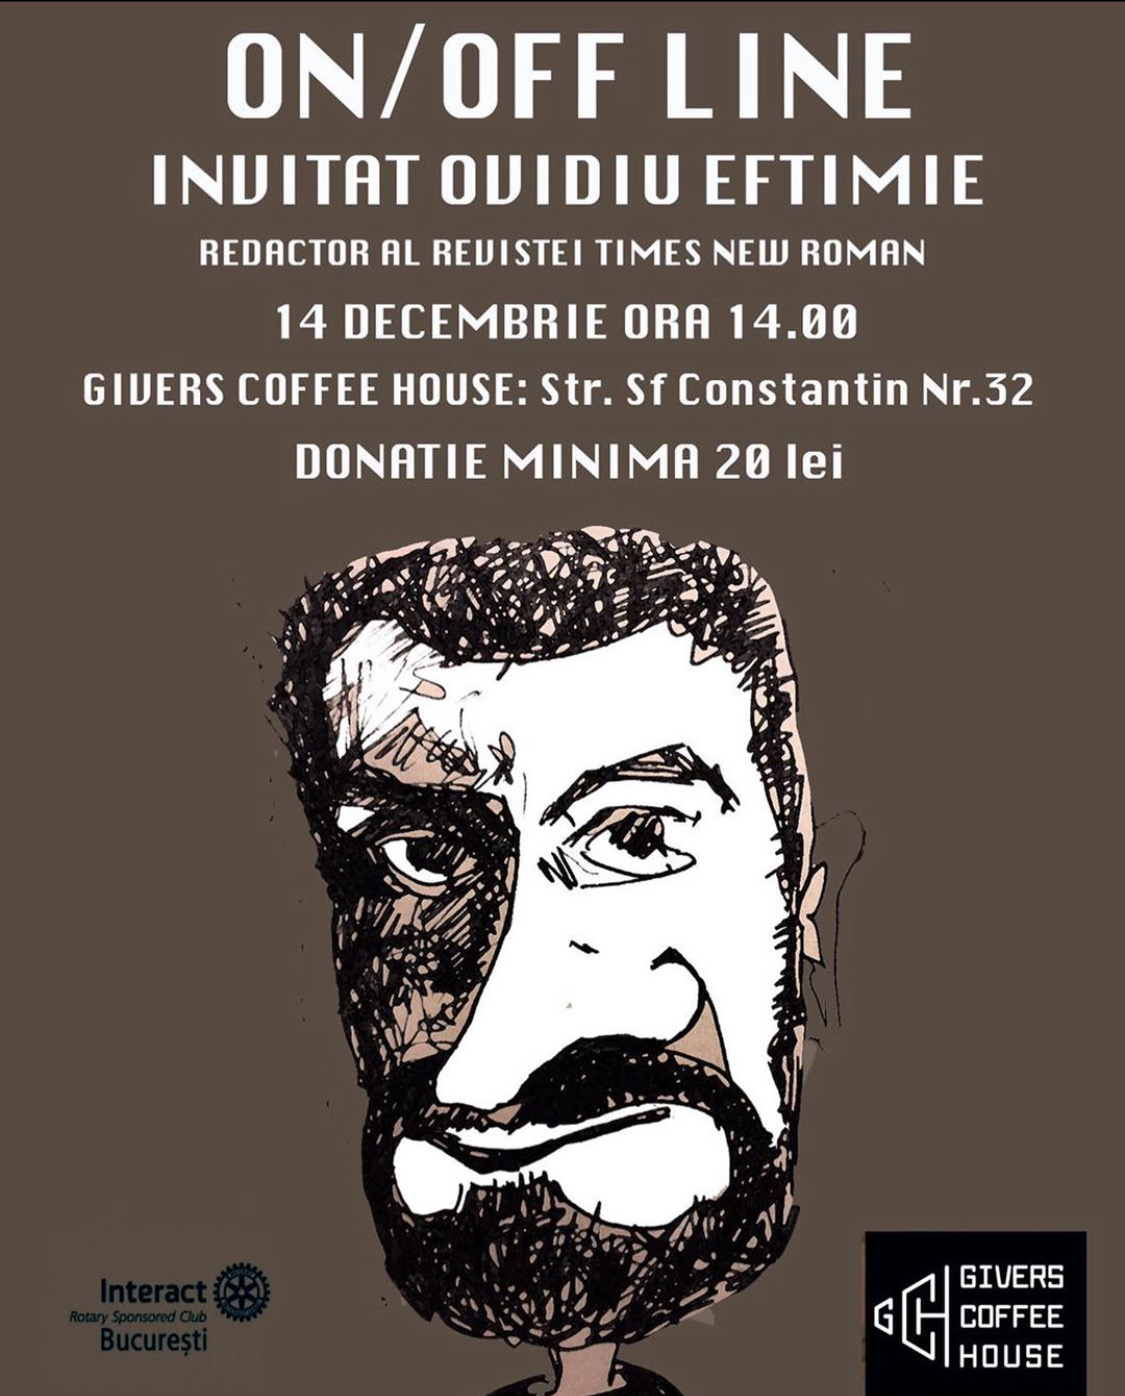 ON/OFF LINE
INVITAT OVIDIU EFTIMIE
REDACTOR AL REVISTEI TIMES NEW ROMAN
14 DECEMBRIE ORA 14.00
GIVERS COFFEE HOUSE: Str. Sf Constantin Nr.32
DONATIE MINIMA 20 lei
Interact
Rotary Sponsored Club
București
GCH
GIVERS
COFFEE
HOUSE